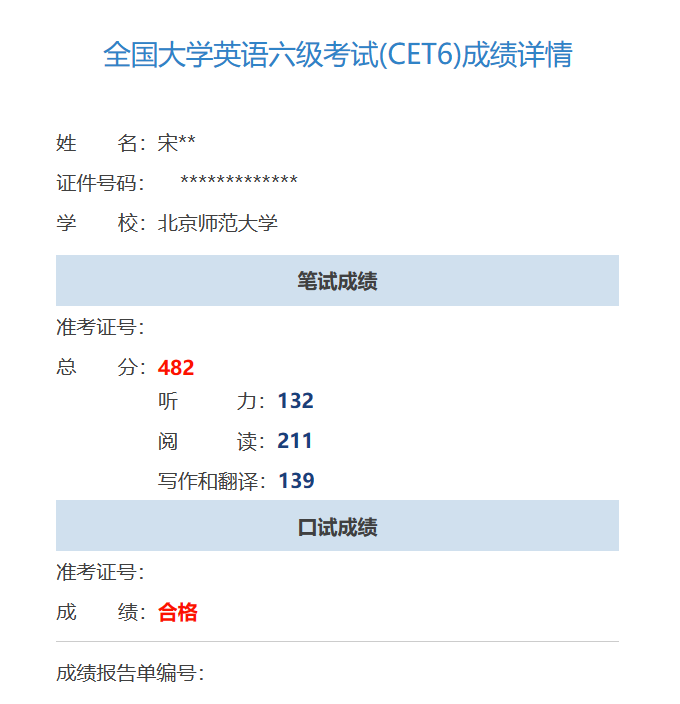 全国大学英语六级考试(CET6)成绩详情
姓 名：宋**
证件号码： *************
学 校：北京师范大学
笔试成绩
准考证号：
总 分：482
听 力：132
阅 读：211
写作和翻译：139
口试成绩
准考证号：
成 绩：合格
成绩报告单编号：